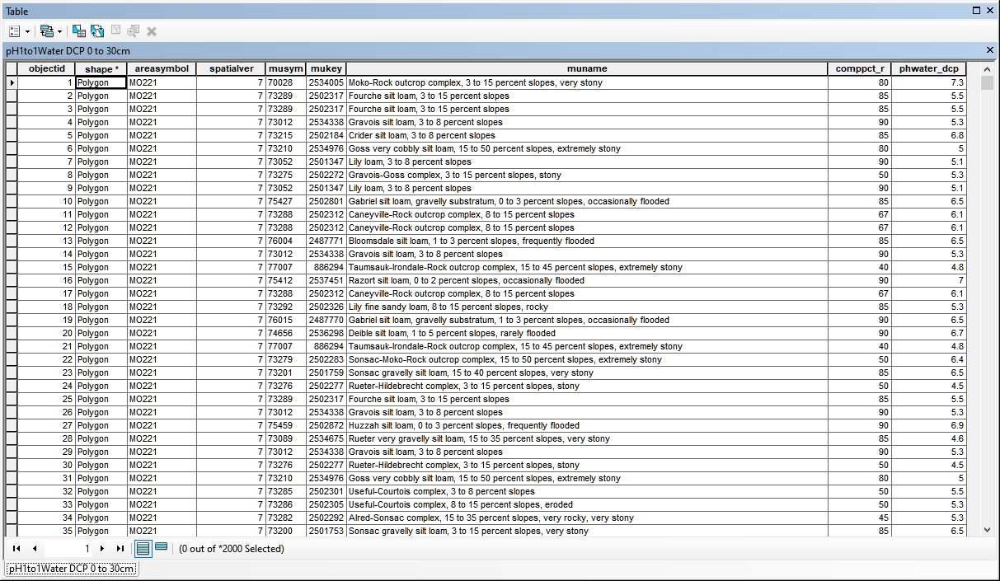 Table
pH1to1Water DCP 0 to 30cm
objectid shape * areasymbol spatialver musym mukey muname comppct_r phwater_dcp
1 Polygon MO221 7 70028 2534005 Moko-Rock outcrop complex, 3 to 15 percent slopes, very stony 80 7.3
2 Polygon MO221 7 73289 2502317 Fourche silt loam, 3 to 15 percent slopes 85 5.5
3 Polygon MO221 7 73289 2502317 Fourche silt loam, 3 to 15 percent slopes 85 5.5
4 Polygon MO221 7 73012 2534338 Gravois silt loam, 3 to 8 percent slopes 90 5.3
5 Polygon MO221 7 73215 2502184 Crider silt loam, 3 to 8 percent slopes 85 6.8
6 Polygon MO221 7 73210 2534976 Goss very cobbly silt loam, 15 to 50 percent slopes, extremely stony 80 5
7 Polygon MO221 7 73052 2501347 Lily loam, 3 to 8 percent slopes 90 5.1
8 Polygon MO221 7 73275 2502272 Gravois-Goss complex, 3 to 15 percent slopes, stony 50 5.3
9 Polygon MO221 7 73052 2501347 Lily loam, 3 to 8 percent slopes 90 5.1
10 Polygon MO221 7 75427 2502801 Gabriel silt loam, gravelly substratum, 0 to 3 percent slopes, occasionally flooded 85 6.5
11 Polygon MO221 7 73288 2502312 Caneyville-Rock outcrop complex, 8 to 15 percent slopes 67 6.1
12 Polygon MO221 7 73288 2502312 Caneyville-Rock outcrop complex, 8 to 15 percent slopes 67 6.1
13 Polygon MO221 7 76004 2487771 Bloomsdale silt loam, 1 to 3 percent slopes, frequently flooded 85 6.5
14 Polygon MO221 7 73012 2534338 Gravois silt loam, 3 to 8 percent slopes 90 5.3
15 Polygon MO221 7 77007 886294 Taumsauk-Irondale-Rock outcrop complex, 15 to 45 percent slopes, extremely stony 40 4.8
16 Polygon MO221 7 75412 2537451 Razort silt loam, 0 to 2 percent slopes, occasionally flooded 90 7
17 Polygon MO221 7 73288 2502312 Caneyville-Rock outcrop complex, 8 to 15 percent slopes 67 6.1
18 Polygon MO221 7 73292 2502326 Lily fine sandy loam, 8 to 15 percent slopes, rocky 85 5.3
19 Polygon MO221 7 76015 2487770 Gabriel silt loam, gravelly substratum, 1 to 3 percent slopes, occasionally flooded 90 6.5
20 Polygon MO221 7 74656 2536298 Deible silt loam, 1 to 5 percent slopes, rarely flooded 90 6.7
21 Polygon MO221 7 77007 886294 Taumsauk-Irondale-Rock outcrop complex, 15 to 45 percent slopes, extremely stony 40 4.8
22 Polygon MO221 7 73279 2502283 Sonsac-Moko-Rock outcrop complex, 15 to 50 percent slopes, extremely stony 50 6.4
23 Polygon MO221 7 73201 2501759 Sonsac gravelly silt loam, 15 to 40 percent slopes, very stony 85 6.5
24 Polygon MO221 7 73276 2502277 Rueter-Hildebrecht complex, 3 to 15 percent slopes, stony 50 4.5
25 Polygon MO221 7 73289 2502317 Fourche silt loam, 3 to 15 percent slopes 85 5.5
26 Polygon MO221 7 73012 2534338 Gravois silt loam, 3 to 8 percent slopes 90 5.3
27 Polygon MO221 7 75459 2502872 Huzzah silt loam, 0 to 3 percent slopes, frequently flooded 90 6.9
28 Polygon MO221 7 73089 2534675 Rueter very gravelly silt loam, 15 to 35 percent slopes, very stony 85 4.6
29 Polygon MO221 7 73012 2534338 Gravois silt loam, 3 to 8 percent slopes 90 5.3
30 Polygon MO221 7 73276 2502277 Rueter-Hildebrecht complex, 3 to 15 percent slopes, stony 50 4.5
31 Polygon MO221 7 73210 2534976 Goss very cobbly silt loam, 15 to 50 percent slopes, extremely stony 80 5
32 Polygon MO221 7 73285 2502301 Useful-Courtois complex, 3 to 8 percent slopes 50 5.5
33 Polygon MO221 7 73286 2502305 Useful-Courtois complex, 8 to 15 percent slopes, eroded 50 5.3
34 Polygon MO221 7 73282 2502292 Alred-Sonsac complex, 15 to 35 percent slopes, very rocky, very stony 45 5.3
35 Polygon MO221 7 73200 2501753 Sonsac gravelly silt loam, 3 to 15 percent slopes, very stony 85 6.5
1 (0 out of *2000 Selected)
pH1to1Water DCP 0 to 30cm